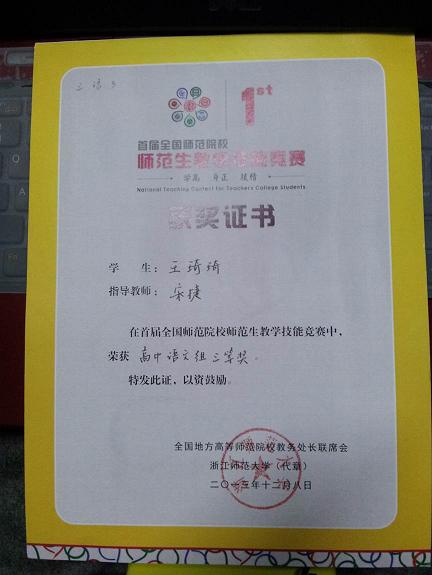 1st
首届全国师范院校
师范生教学技能竞赛
学高 身正 技精
National Teaching Contest for Teachers College Students
获奖证书
学 生：王琦琦
指导教师：宋捷
在首届全国师范院校师范生教学技能竞赛中，
荣获 高中语文组三等奖。
特发此证，以资鼓励。
全国地方高等师范院校教务处长联席会
浙江师范大学（代章）
二〇一三年十二月八日